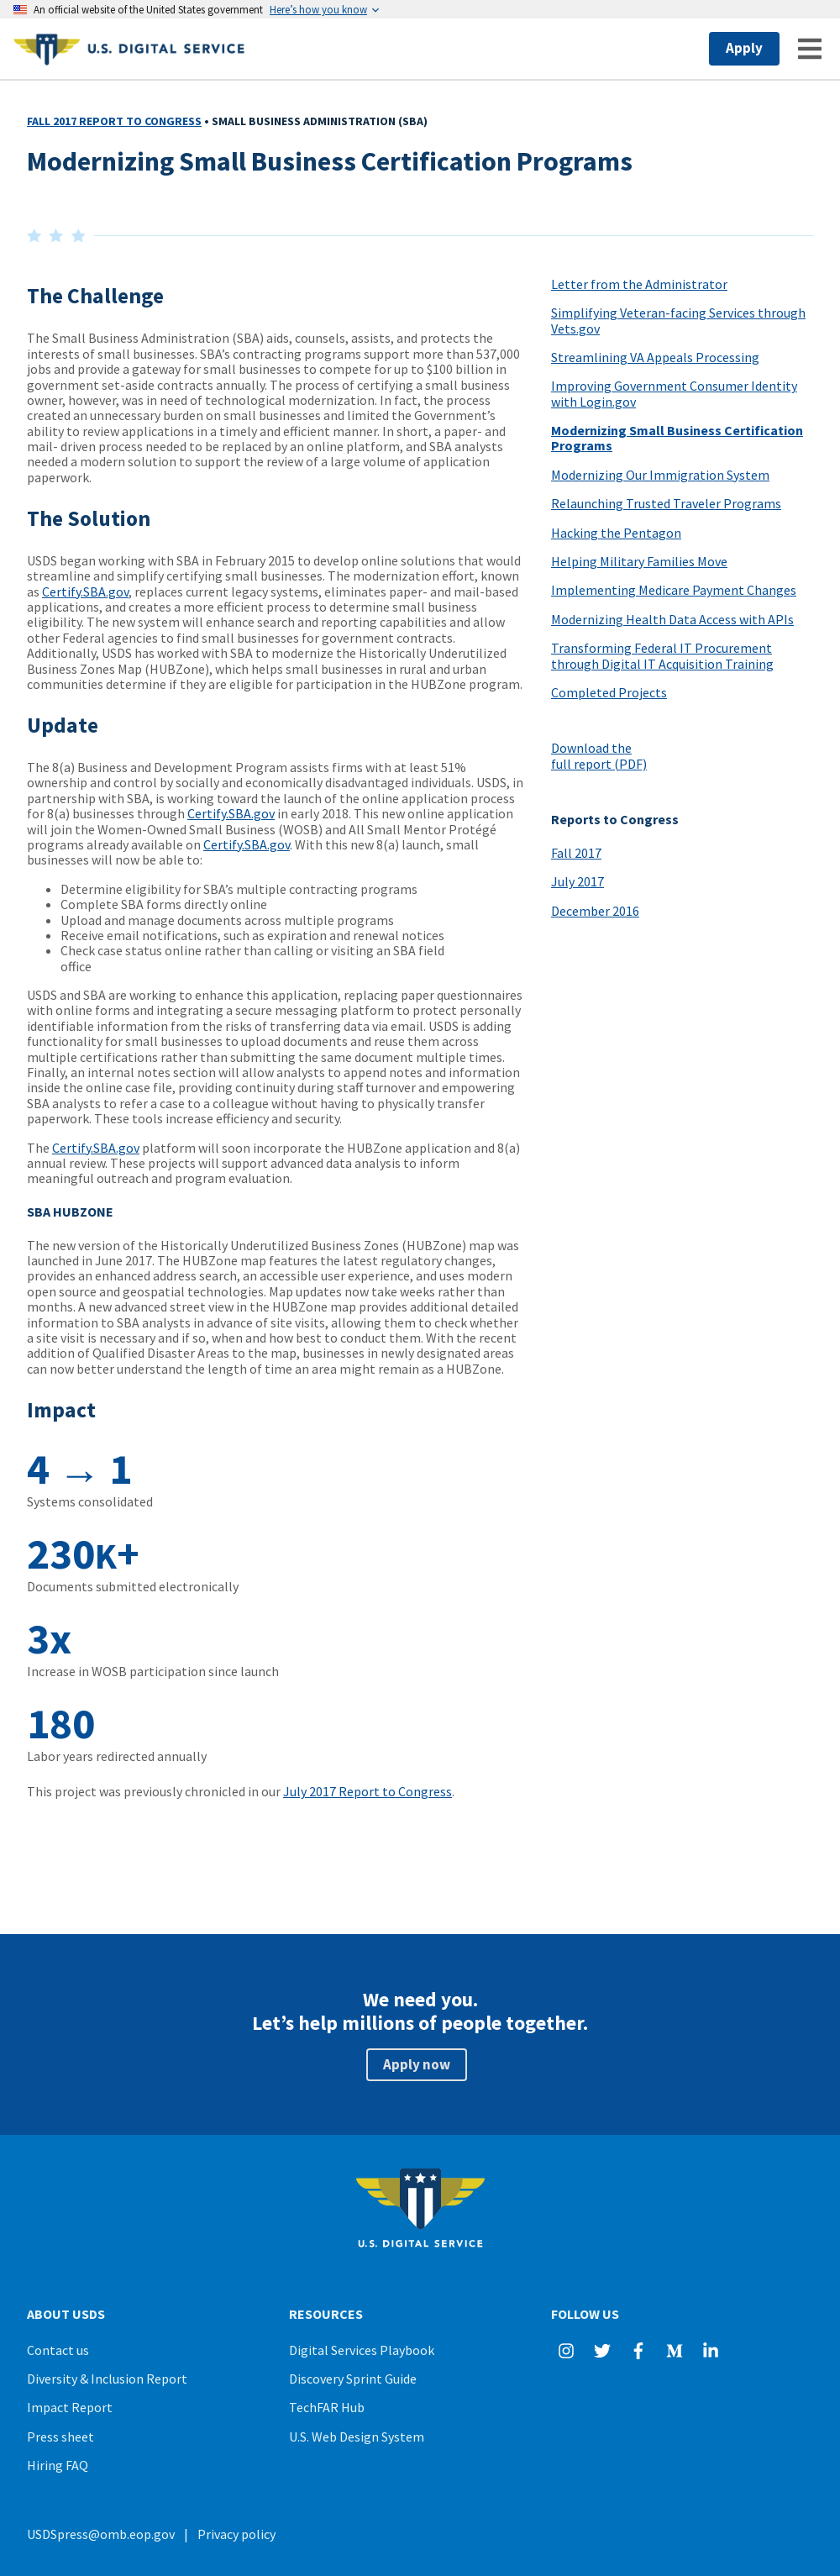 An official website of the United States government Here’s how you know
U.S. DIGITAL SERVICE
Apply
FALL 2017 REPORT TO CONGRESS • SMALL BUSINESS ADMINISTRATION (SBA)
Modernizing Small Business Certification Programs
The Challenge
The Small Business Administration (SBA) aids, counsels, assists, and protects the
interests of small businesses. SBA’s contracting programs support more than 537,000
jobs and provide a gateway for small businesses to compete for up to $100 billion in
government set-aside contracts annually. The process of certifying a small business
owner, however, was in need of technological modernization. In fact, the process
created an unnecessary burden on small businesses and limited the Government’s
ability to review applications in a timely and efficient manner. In short, a paper- and
mail- driven process needed to be replaced by an online platform, and SBA analysts
needed a modern solution to support the review of a large volume of application
paperwork.
The Solution
USDS began working with SBA in February 2015 to develop online solutions that would
streamline and simplify certifying small businesses. The modernization effort, known
as Certify.SBA.gov, replaces current legacy systems, eliminates paper- and mail-based
applications, and creates a more efficient process to determine small business
eligibility. The new system will enhance search and reporting capabilities and allow
other Federal agencies to find small businesses for government contracts.
Additionally, USDS has worked with SBA to modernize the Historically Underutilized
Business Zones Map (HUBZone), which helps small businesses in rural and urban
communities determine if they are eligible for participation in the HUBZone program.
Update
The 8(a) Business and Development Program assists firms with at least 51%
ownership and control by socially and economically disadvantaged individuals. USDS, in
partnership with SBA, is working toward the launch of the online application process
for 8(a) businesses through Certify.SBA.gov in early 2018. This new online application
will join the Women-Owned Small Business (WOSB) and All Small Mentor Protégé
programs already available on Certify.SBA.gov. With this new 8(a) launch, small
businesses will now be able to:
• Determine eligibility for SBA’s multiple contracting programs
• Complete SBA forms directly online
• Upload and manage documents across multiple programs
• Receive email notifications, such as expiration and renewal notices
• Check case status online rather than calling or visiting an SBA field
office
USDS and SBA are working to enhance this application, replacing paper questionnaires
with online forms and integrating a secure messaging platform to protect personally
identifiable information from the risks of transferring data via email. USDS is adding
functionality for small businesses to upload documents and reuse them across
multiple certifications rather than submitting the same document multiple times.
Finally, an internal notes section will allow analysts to append notes and information
inside the online case file, providing continuity during staff turnover and empowering
SBA analysts to refer a case to a colleague without having to physically transfer
paperwork. These tools increase efficiency and security.
The Certify.SBA.gov platform will soon incorporate the HUBZone application and 8(a)
annual review. These projects will support advanced data analysis to inform
meaningful outreach and program evaluation.
SBA HUBZONE
The new version of the Historically Underutilized Business Zones (HUBZone) map was
launched in June 2017. The HUBZone map features the latest regulatory changes,
provides an enhanced address search, an accessible user experience, and uses modern
open source and geospatial technologies. Map updates now take weeks rather than
months. A new advanced street view in the HUBZone map provides additional detailed
information to SBA analysts in advance of site visits, allowing them to check whether
a site visit is necessary and if so, when and how best to conduct them. With the recent
addition of Qualified Disaster Areas to the map, businesses in newly designated areas
can now better understand the length of time an area might remain as a HUBZone.
Impact
4 → 1
Systems consolidated
230K+
Documents submitted electronically
3x
Increase in WOSB participation since launch
180
Labor years redirected annually
This project was previously chronicled in our July 2017 Report to Congress.
Letter from the Administrator
Simplifying Veteran-facing Services through
Vets.gov
Streamlining VA Appeals Processing
Improving Government Consumer Identity
with Login.gov
Modernizing Small Business Certification
Programs
Modernizing Our Immigration System
Relaunching Trusted Traveler Programs
Hacking the Pentagon
Helping Military Families Move
Implementing Medicare Payment Changes
Modernizing Health Data Access with APIs
Transforming Federal IT Procurement
through Digital IT Acquisition Training
Completed Projects
Download the
full report (PDF)
Reports to Congress
Fall 2017
July 2017
December 2016
We need you.
Let’s help millions of people together.
Apply now
U.S. DIGITAL SERVICE
ABOUT USDS
Contact us
Diversity & Inclusion Report
Impact Report
Press sheet
Hiring FAQ
RESOURCES
Digital Services Playbook
Discovery Sprint Guide
TechFAR Hub
U.S. Web Design System
FOLLOW US
USDSpress@omb.eop.gov | Privacy policy